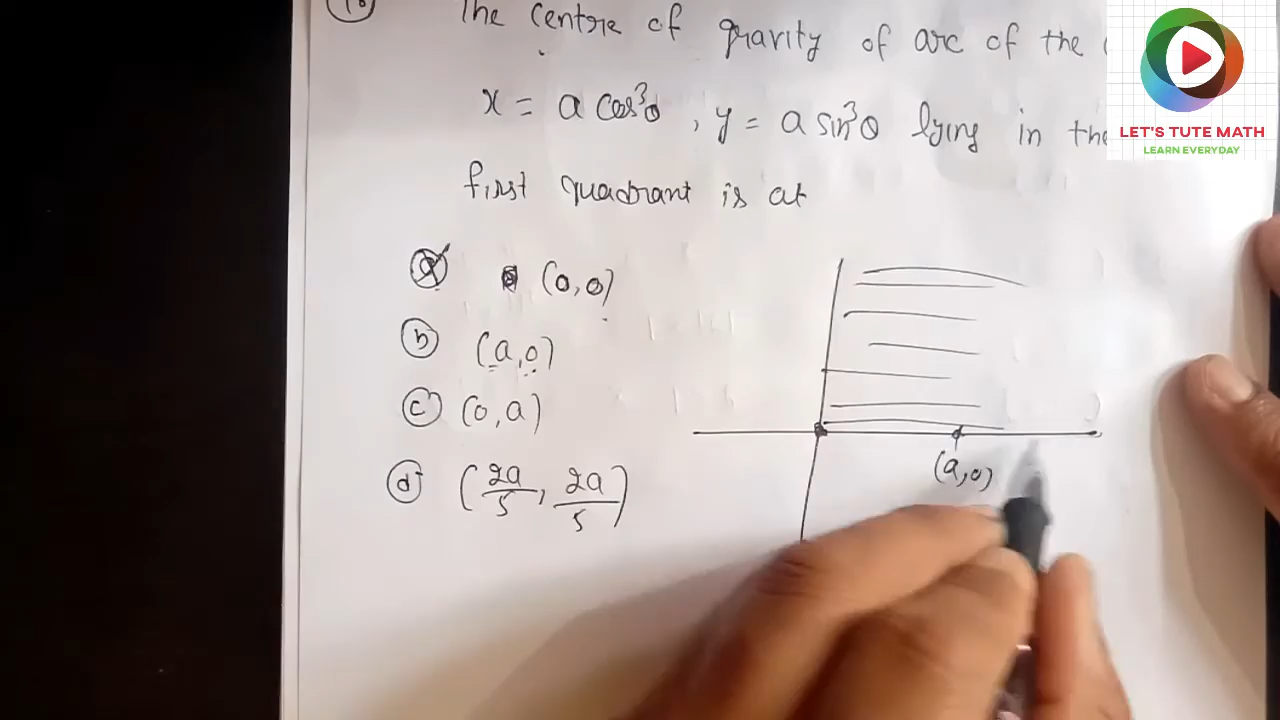 The centre of gravity of arc of the
x = a cos³θ , y = a sin³θ lying in the
first quadrant is at
(0,0)
(b) (a,0)
(c) (0,a)
(d) (2a/5, 2a/5)
(a,0)
LET'S TUTE MATH
LEARN EVERYDAY